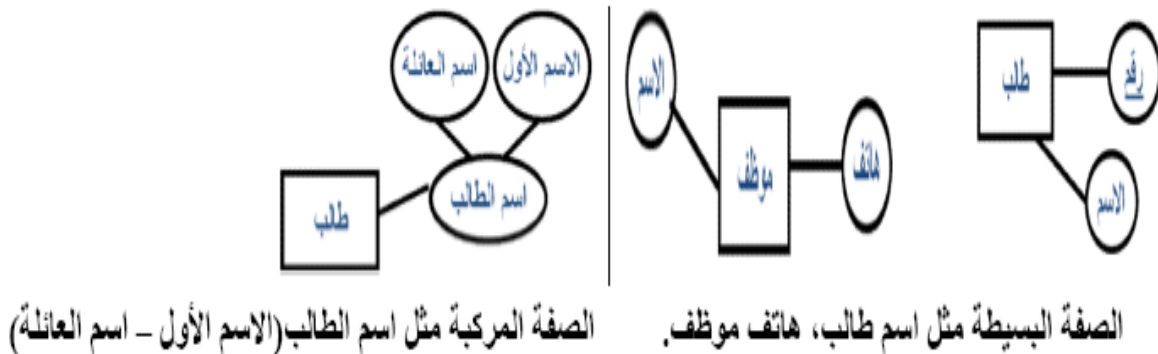 رقم
طالب
الاسم
الاسم
موظف
هاتف
الصفة البسيطة مثل اسم طالب، هاتف موظف.
الاسم الأول
اسم العائلة
اسم الطالب
طالب
الصفة المركبة مثل اسم الطالب(الاسم الأول – اسم العائلة)